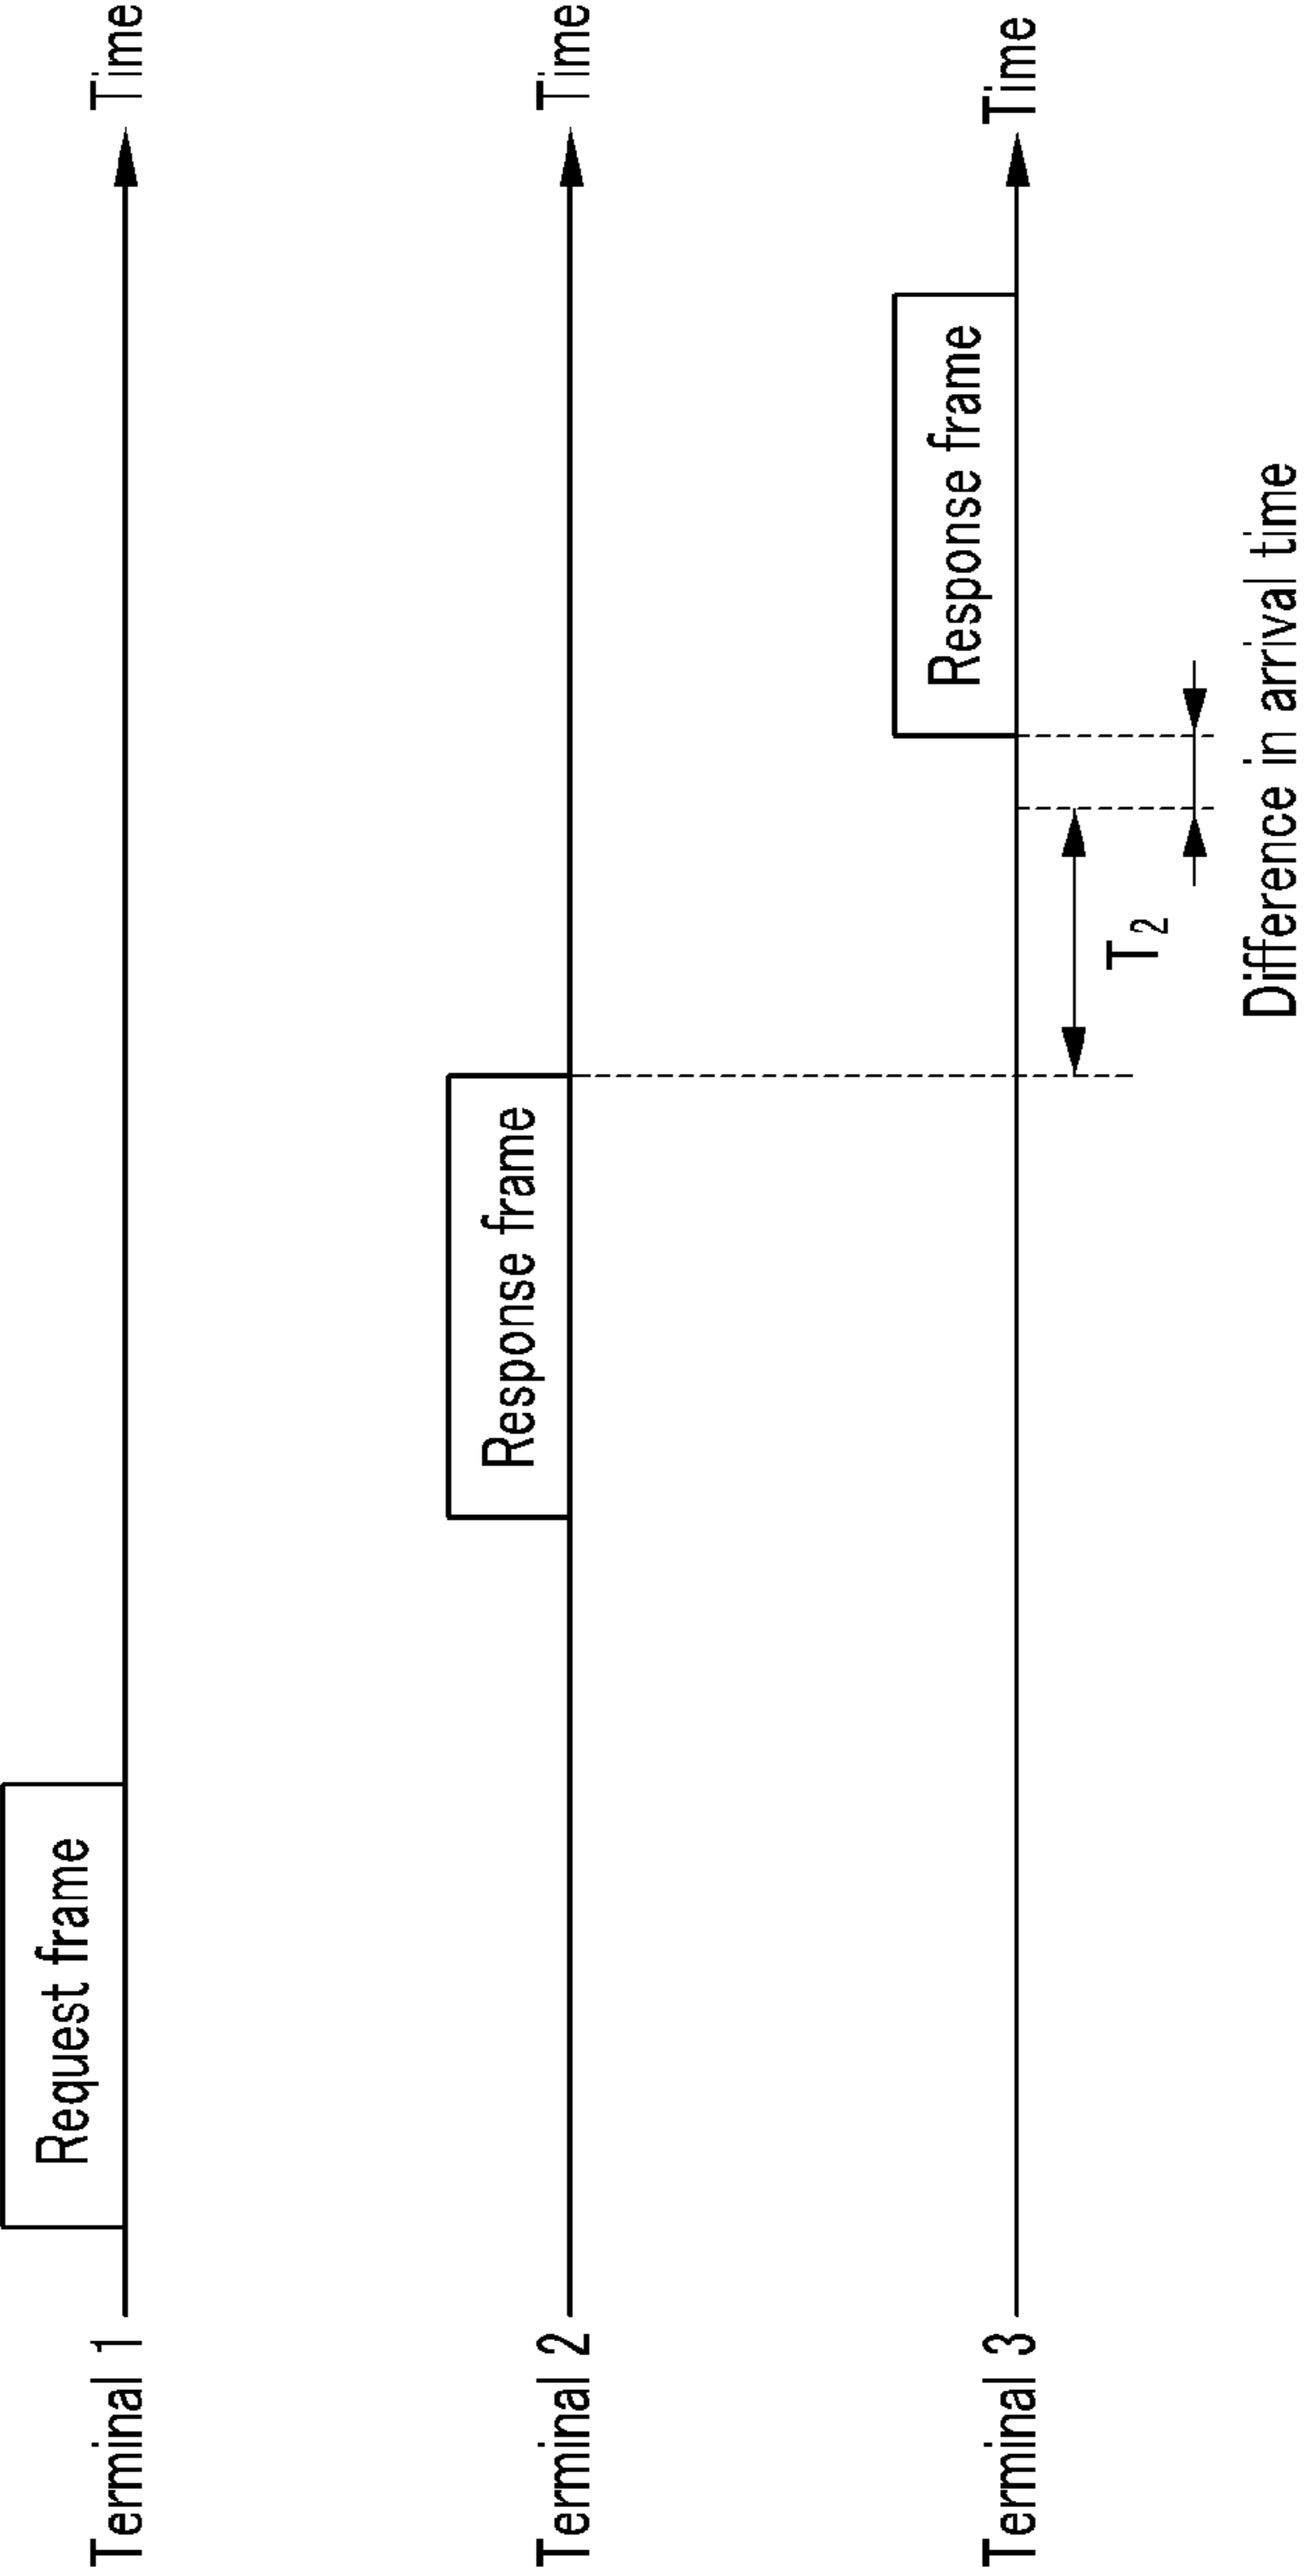 Request frame
Terminal 1
Time
Response frame
Terminal 2
Time
Response frame
Terminal 3
Time
T2
Difference in arrival time